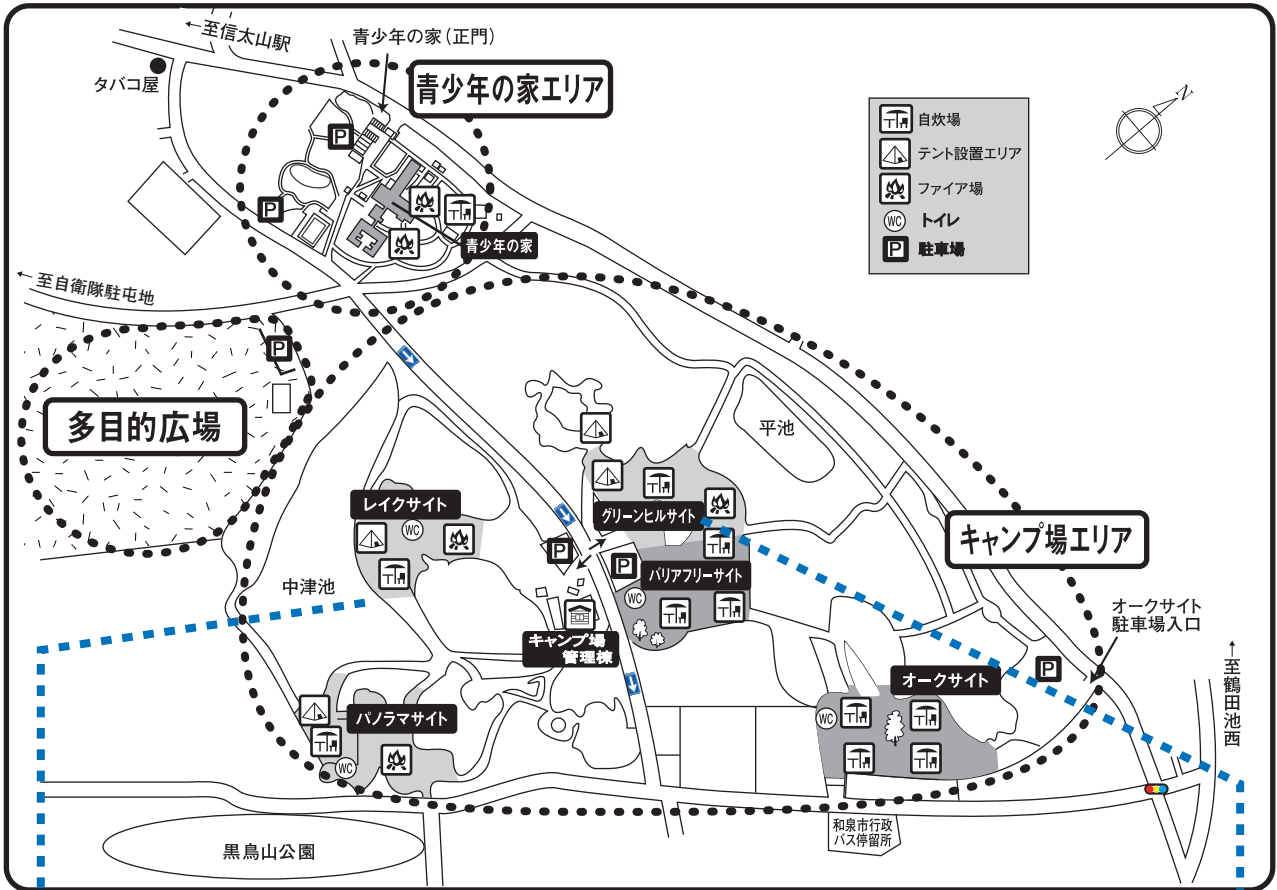 ←至信太山駅
青少年の家（正門）
タバコ屋
青少年の家エリア
N
自炊場
テント設置エリア
ファイア場
WC
トイレ
P
駐車場
P
P
青少年の家
←至自衛隊駐屯地
P
多目的広場
平池
レイクサイト
WC
グリーンヒルサイト
キャンプ場エリア
P
P
バリアフリーサイト
WC
中津池
キャンプ場
管理棟
オークサイト
駐車場入口
P
オークサイト
WC
←至鶴田池西
パノラマサイト
WC
和泉市行政
バス停留所
黒鳥山公園